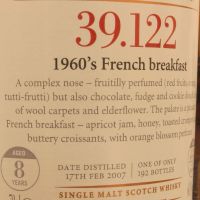 39.122
1960's French breakfast
A complex nose – fruitily perfumed (red fruits,
tutti-frutti) but also chocolate, fudge and cookie dough
of wool carpets and elderflower. The palate is a
French breakfast – apricot jam, honey, toasted
buttery croissants, with orange blossom
AGED
8
YEARS
DATE DISTILLED
17TH FEB 2007
ONE OF ONLY
192 BOTTLES
SINGLE MALT SCOTCH WHISKY